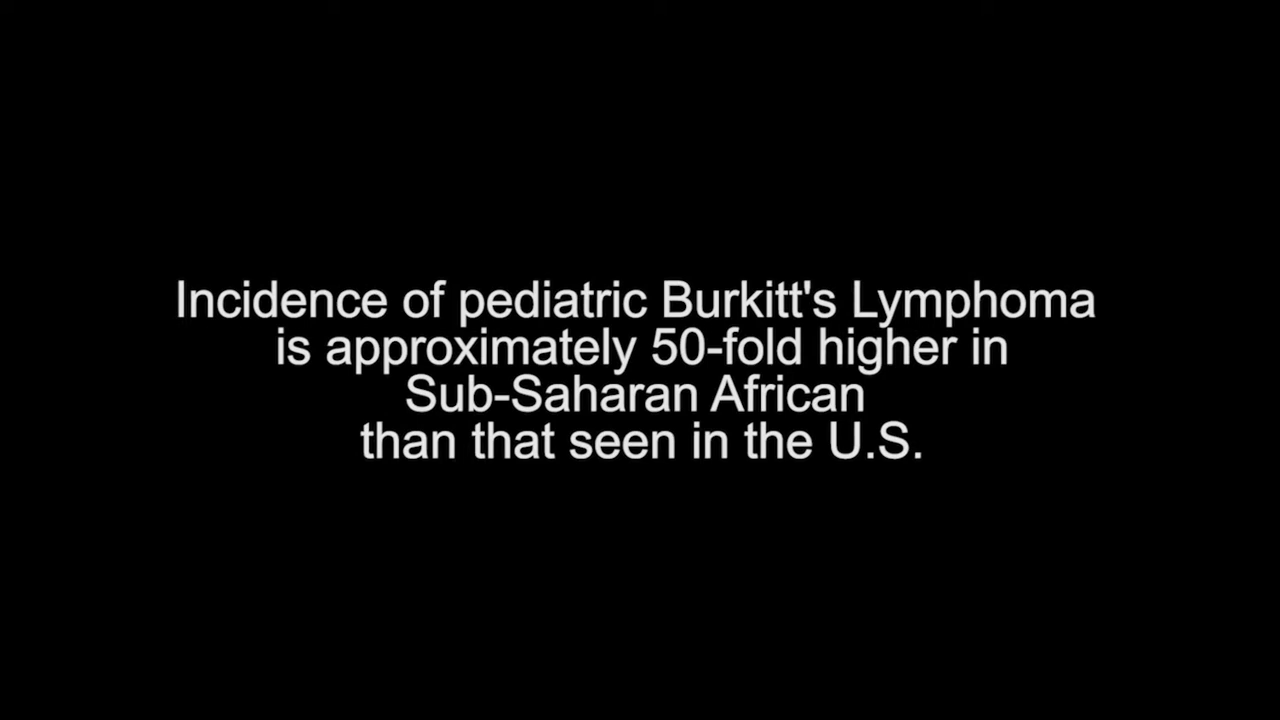 Incidence of pediatric Burkitt's Lymphoma
is approximately 50-fold higher in
Sub-Saharan African
than that seen in the U.S.